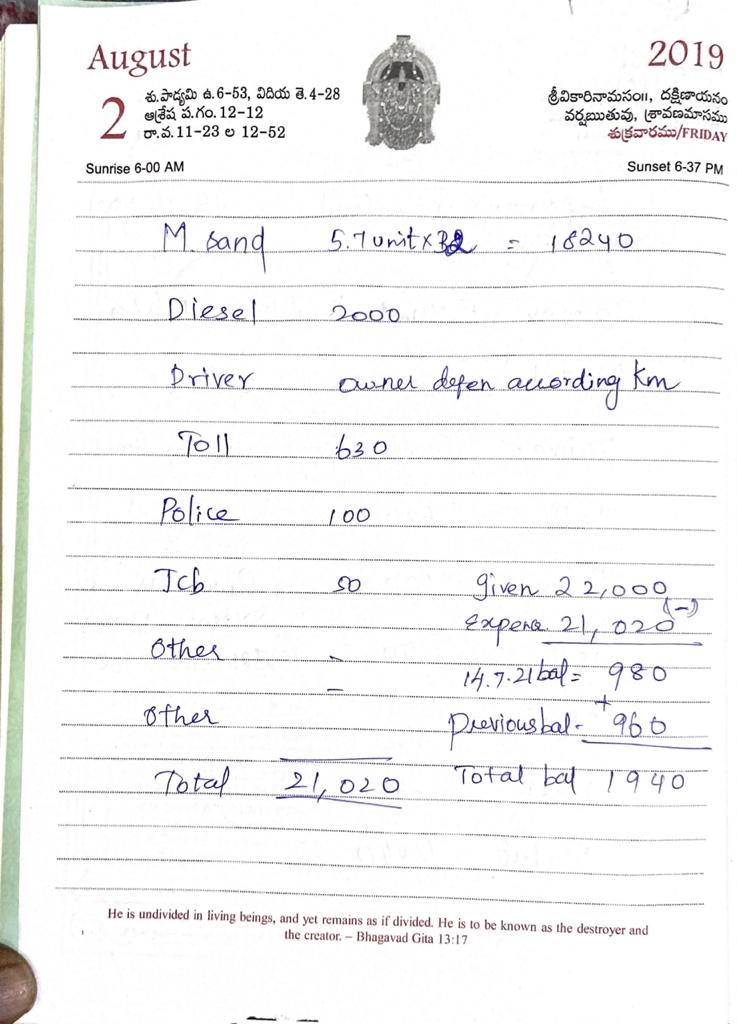 August 2019
2
శు.పాడ్యమి ఉ.6-53, విదియ తె.4-28
ఆశ్రేష ప.గం.12-12
రా.వ.11-23 ల 12-52
శ్రీవికారినామసం॥, దక్షిణాయనం
వర్షఋతువు, శ్రావణమాసము
శుక్రవారము/FRIDAY
Sunrise 6-00 AM
Sunset 6-37 PM
M. sand 5.7 unit × = 18240
Diesel 2000
Driver owner depen according Km
Toll 630
Police 100
Jcb 50 given 22,000
Expens 21,020 (-)
Other -
14.7.21 bal = 980
+
Other - previous bal - 960
Total 21,020 Total bal 1940
He is undivided in living beings, and yet remains as if divided. He is to be known as the destroyer and
the creator. – Bhagavad Gita 13:17